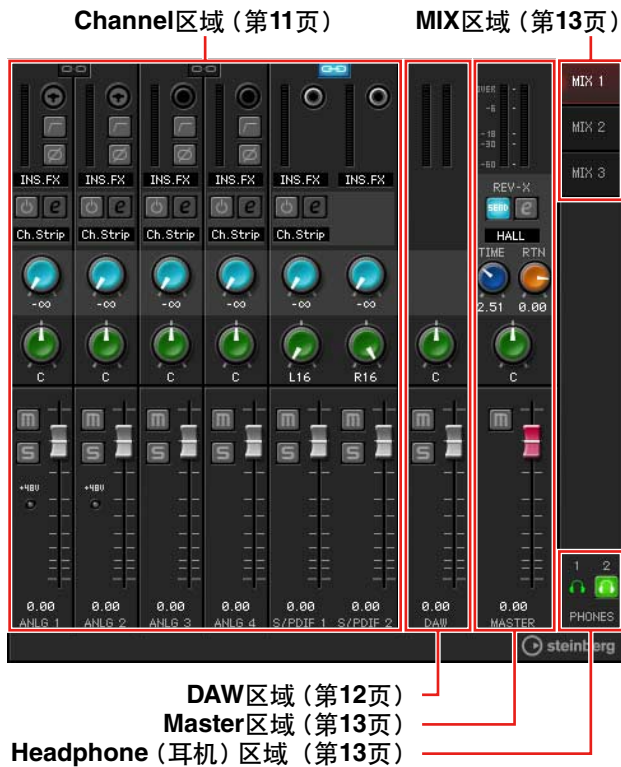 Channel区域（第11页） MIX区域（第13页）
MIX 1
OVER
-6
MIX 2
-18
-30
-60
MIX 3
INS.FX INS.FX INS.FX INS.FX INS.FX INS.FX REV-X
e e e e e SEND e
Ch.Strip Ch.Strip Ch.Strip Ch.Strip Ch.Strip HALL
TIME RTN
-∞ -∞ -∞ -∞ -∞ -∞ 2.51 0.00
C C C C L16 R16 C C
m m m m m m m m
S S S S S S S
+48V +48V
1 2
0.00 0.00 0.00 0.00 0.00 0.00 0.00 0.00
ANLG 1 ANLG 2 ANLG 3 ANLG 4 S/PDIF 1 S/PDIF 2 DAW MASTER PHONES
steinberg
DAW区域（第12页）
Master区域（第13页）
Headphone（耳机）区域（第13页）